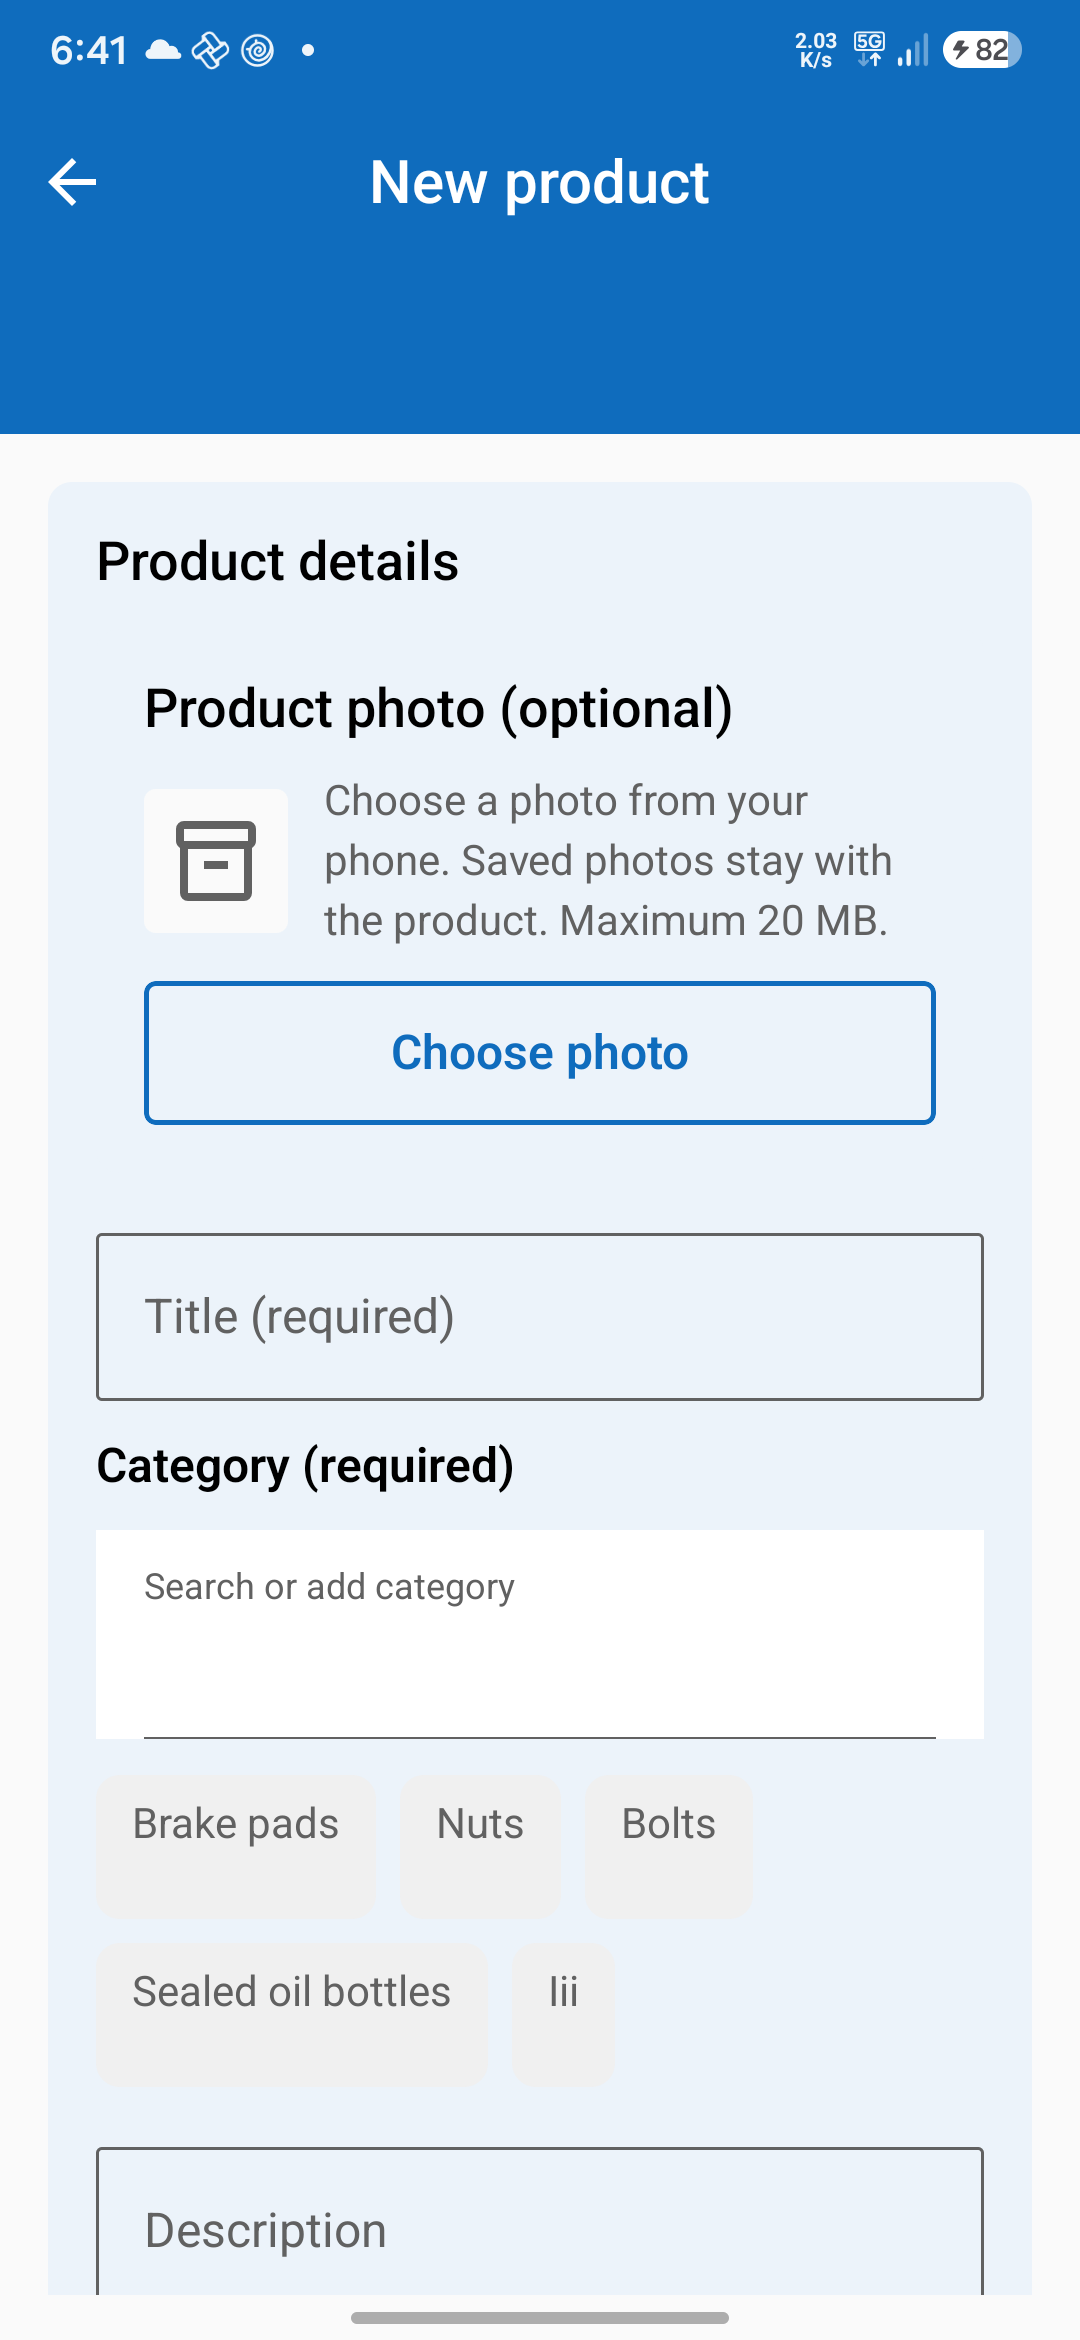 6:41
2.03
K/s
5G
82
New product
Product details
Product photo (optional)
Choose a photo from your
phone. Saved photos stay with
the product. Maximum 20 MB.
Choose photo
Title (required)
Category (required)
Search or add category
Brake pads
Nuts
Bolts
Sealed oil bottles
Iii
Description